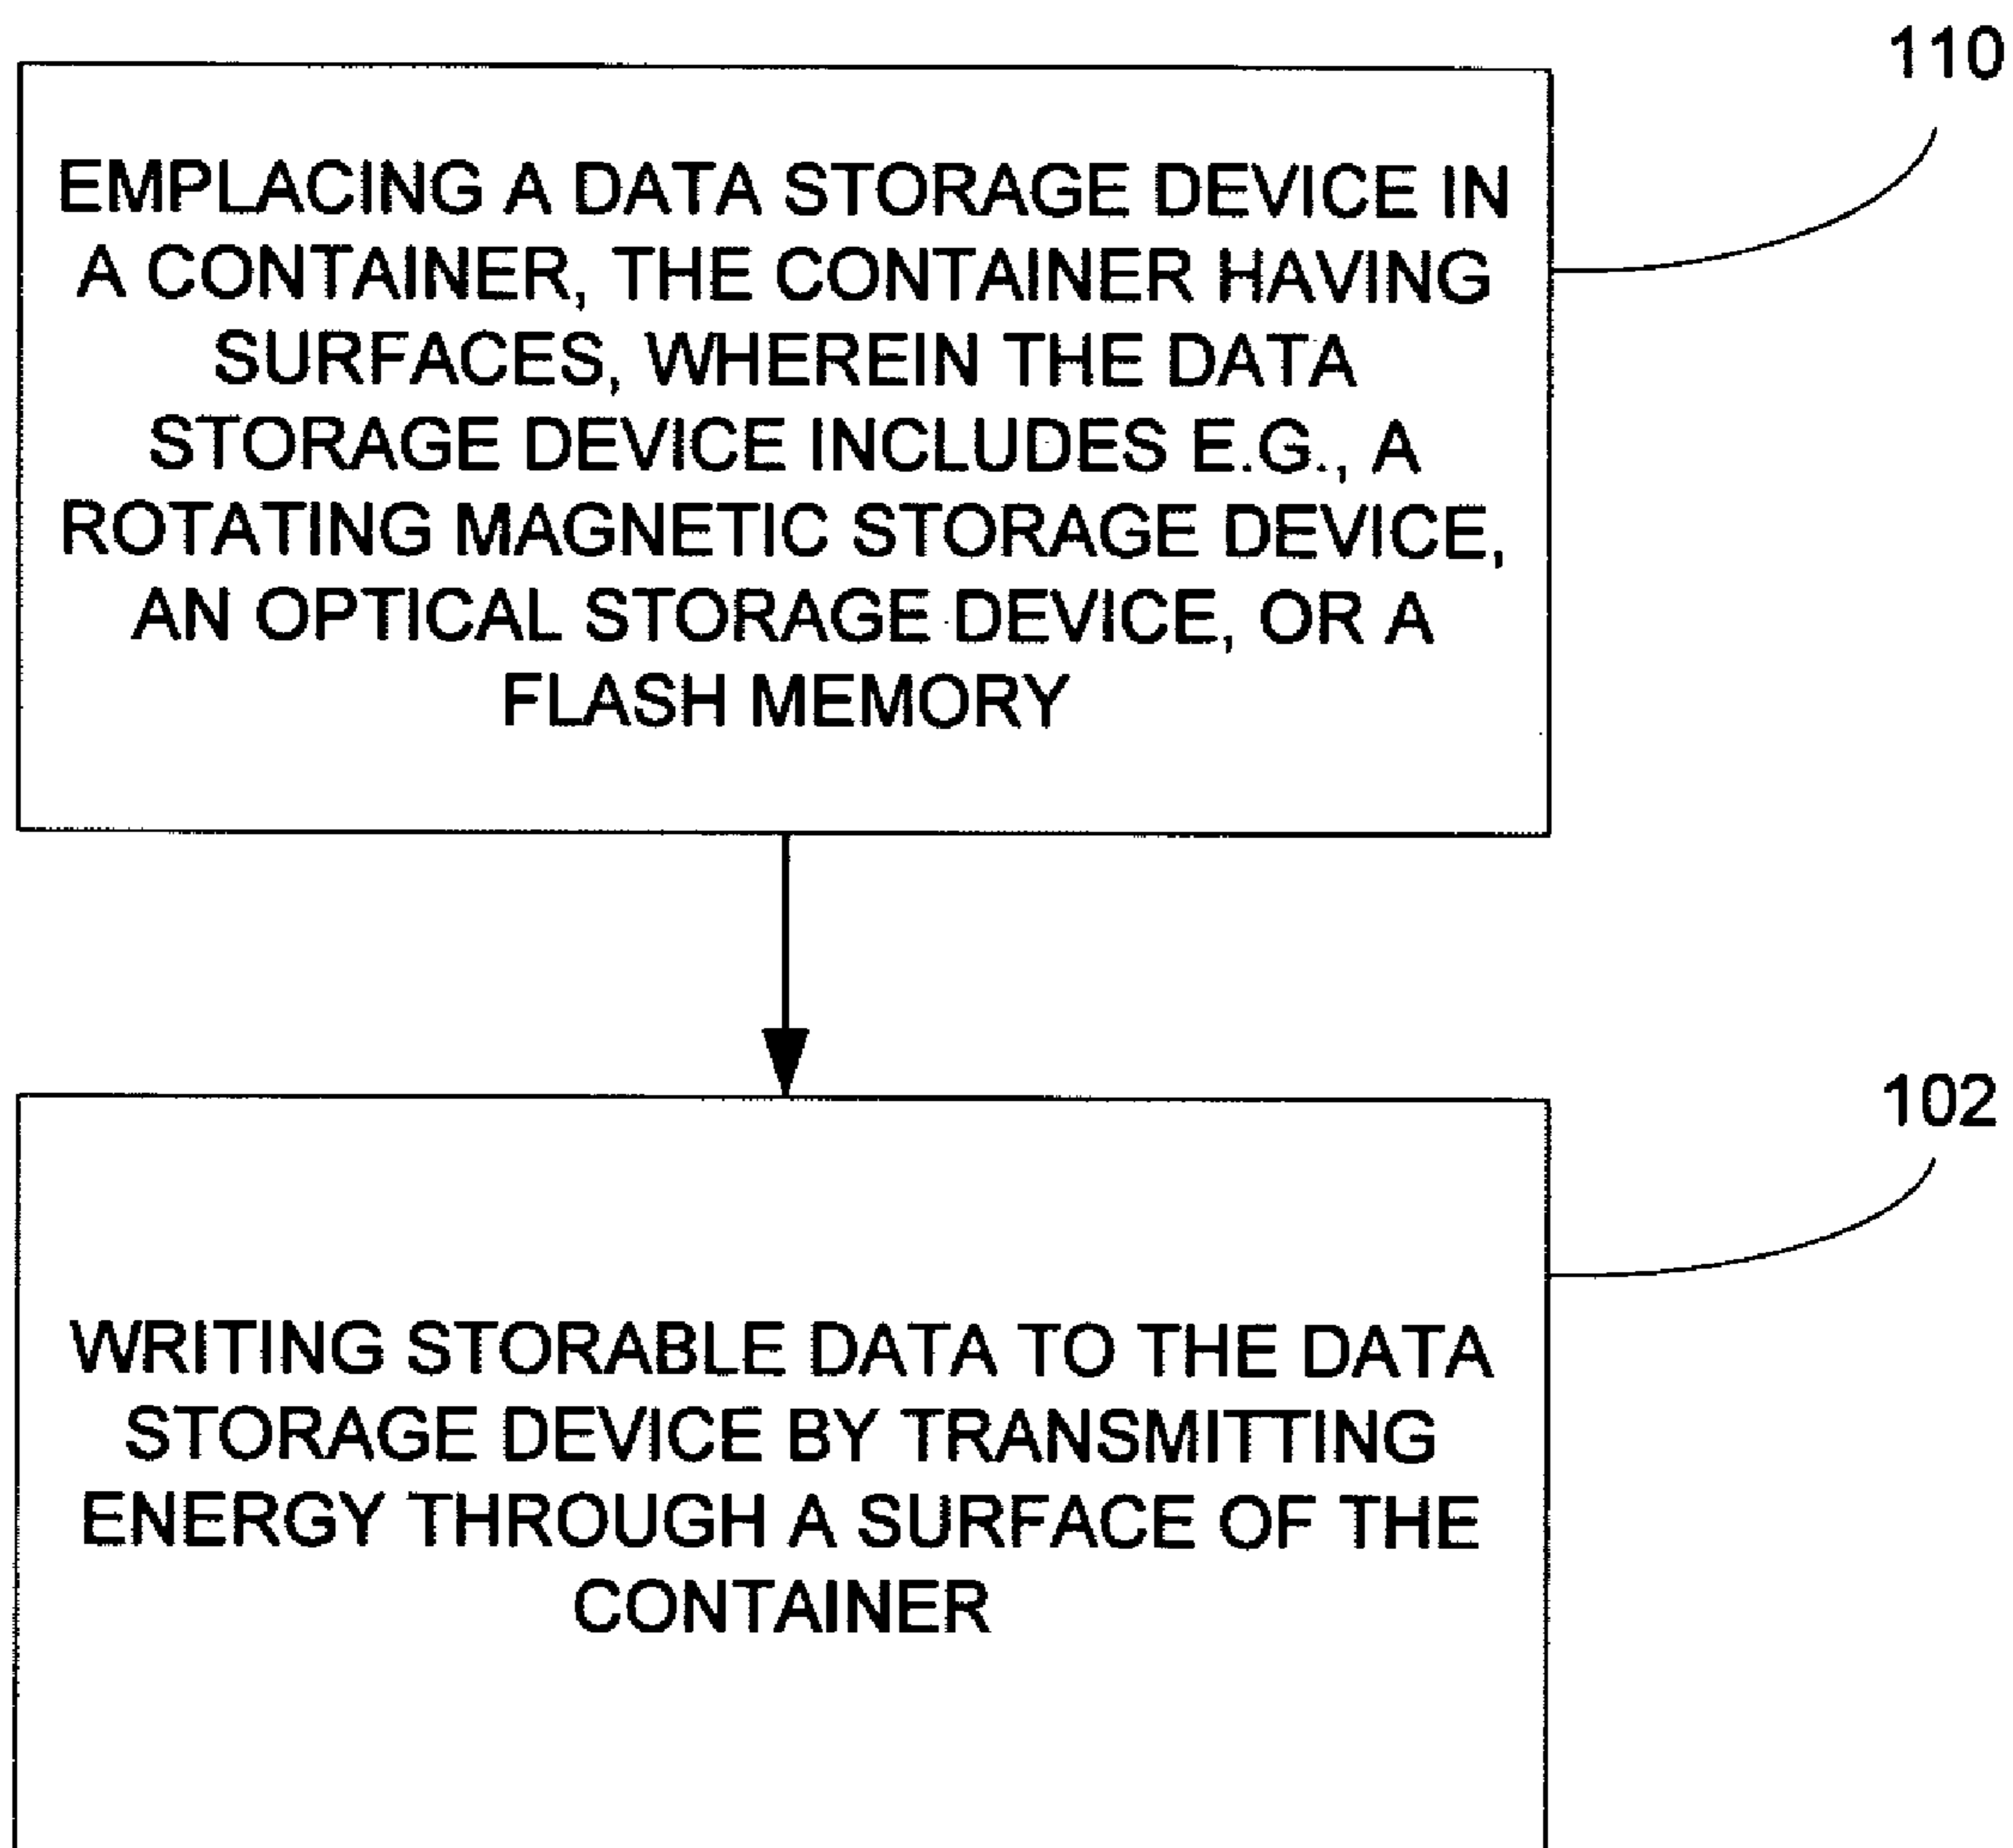 110
EMPLACING A DATA STORAGE DEVICE IN
A CONTAINER, THE CONTAINER HAVING
SURFACES, WHEREIN THE DATA
STORAGE DEVICE INCLUDES E.G., A
ROTATING MAGNETIC STORAGE DEVICE,
AN OPTICAL STORAGE DEVICE, OR A
FLASH MEMORY
102
WRITING STORABLE DATA TO THE DATA
STORAGE DEVICE BY TRANSMITTING
ENERGY THROUGH A SURFACE OF THE
CONTAINER